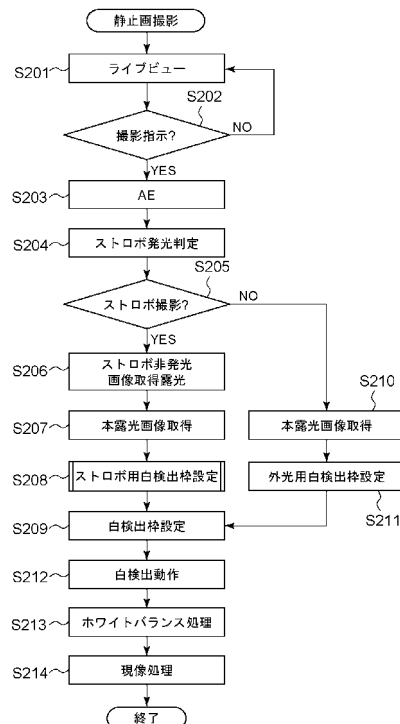 静止画撮影
S201
ライブビュー
S202
撮影指示?
NO
YES
S203
AE
S204
ストロボ発光判定
S205
ストロボ撮影?
NO
YES
S206
ストロボ非発光
画像取得露光
S210
S207
本露光画像取得
本露光画像取得
S208
ストロボ用白検出枠設定
外光用白検出枠設定
S211
S209
白検出枠設定
S212
白検出動作
S213
ホワイトバランス処理
S214
現像処理
終了